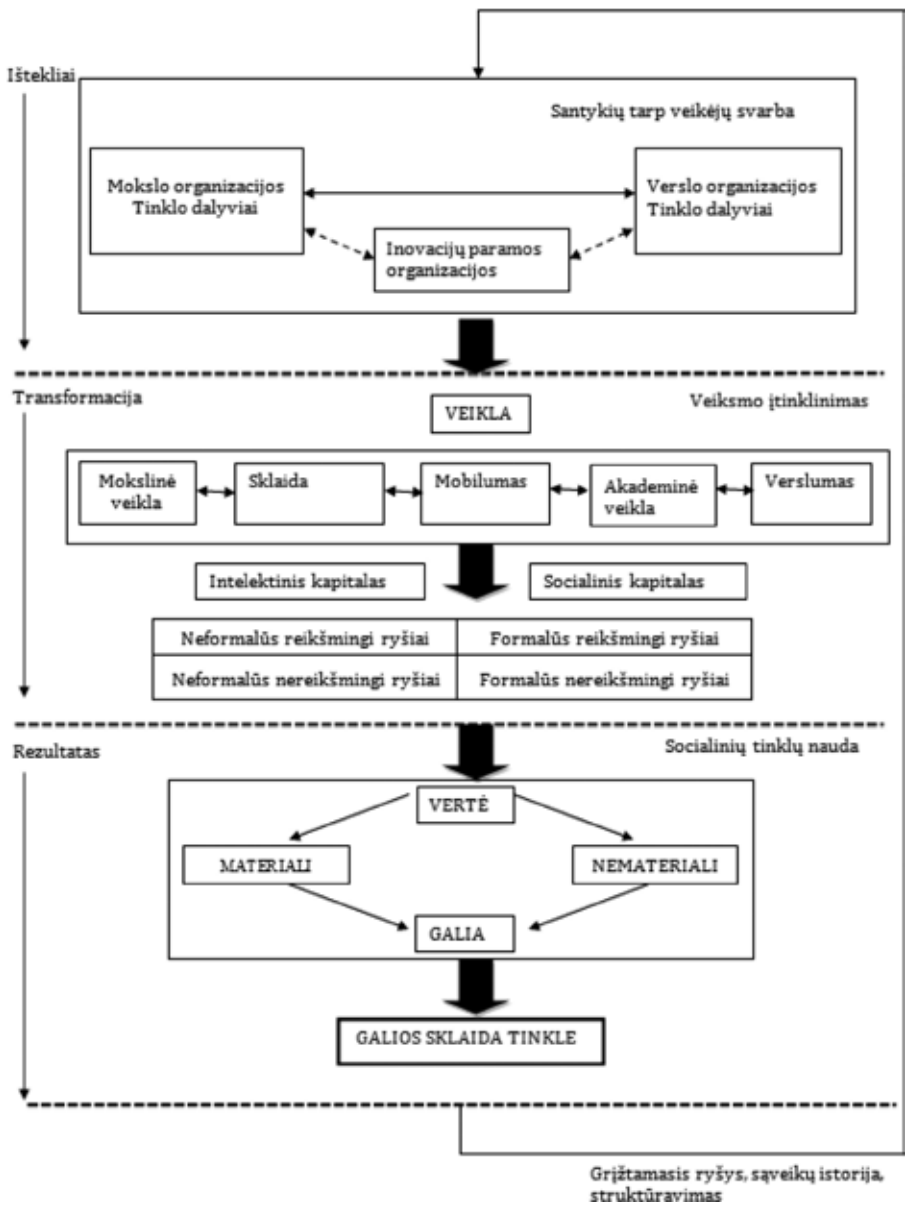 Ištekliai
Santykių tarp veikėjų svarba
Mokslo organizacijos
Tinklo dalyviai
Verslo organizacijos
Tinklo dalyviai
Inovacijų paramos
organizacijos
Transformacija
Veiksmo įtinklinimas
VEIKLA
Mokslinė
veikla
Sklaida
Mobilumas
Akademinė
veikla
Verslumas
Intelektinis kapitalas
Socialinis kapitalas
Neformalūs reikšmingi ryšiai
Formalūs reikšmingi ryšiai
Neformalūs nereikšmingi ryšiai
Formalūs nereikšmingi ryšiai
Rezultatas
Socialinių tinklų nauda
VERTĖ
MATERIALI
NEMATERIALI
GALIA
GALIOS SKLAIDA TINKLE
Grįžtamasis ryšys, sąveikų istorija,
struktūravimas